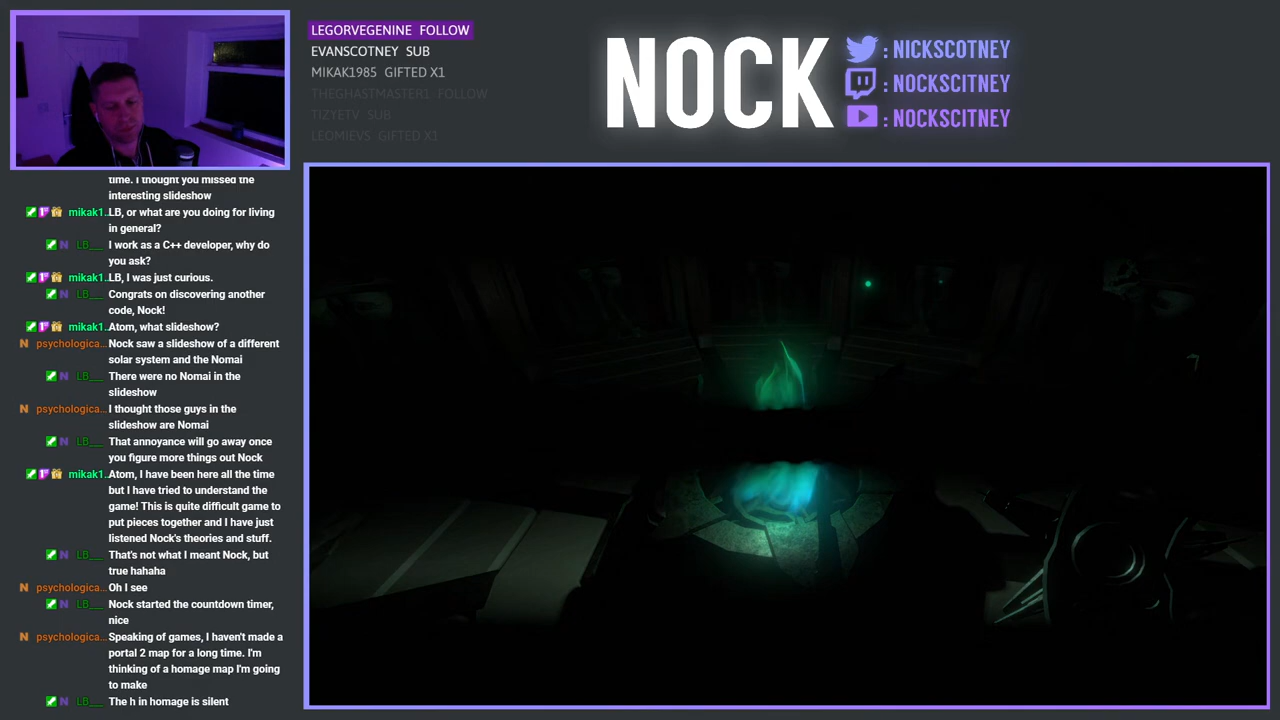 LEGORVEGENINE FOLLOW
EVANSCOTNEY SUB
MIKAK1985 GIFTED X1
THEGHASTMASTER1 FOLLOW
TIZYETV SUB
LEOMIEVS GIFTED X1
NOCK
: NICKSCOTNEY
: NOCKSCITNEY
: NOCKSCITNEY
time. I thought you missed the
interesting slideshow
mikak1.. LB, or what are you doing for living
in general?
N LB__ I work as a C++ developer, why do
you ask?
mikak1.. LB, I was just curious.
N LB__ Congrats on discovering another
code, Nock!
mikak1.. Atom, what slideshow?
N psychologica... Nock saw a slideshow of a different
solar system and the Nomai
N LB__ There were no Nomai in the
slideshow
N psychologica... I thought those guys in the
slideshow are Nomai
N LB__ That annoyance will go away once
you figure more things out Nock
mikak1.. Atom, I have been here all the time
but I have tried to understand the
game! This is quite difficult game to
put pieces together and I have just
listened Nock's theories and stuff.
N LB__ That's not what I meant Nock, but
true hahaha
N psychologica... Oh I see
N LB__ Nock started the countdown timer,
nice
N psychologica... Speaking of games, I haven't made a
portal 2 map for a long time. I'm
thinking of a homage map I'm going
to make
N LB__ The h in homage is silent